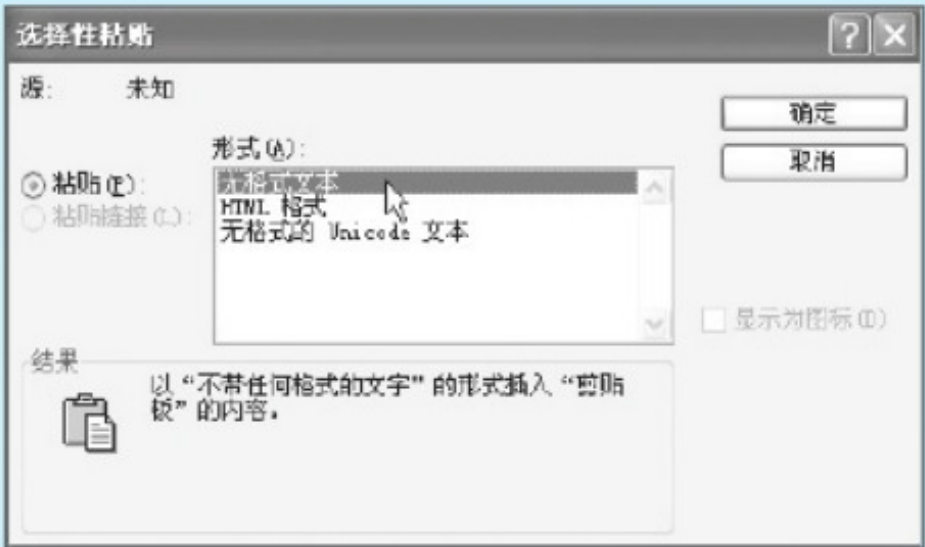 选择性粘贴
源: 未知
确定
形式(A):
取消
粘贴(P):
无格式文本
HTML 格式
粘贴链接(L):
无格式的 Unicode 文本
显示为图标(D)
结果
以“不带任何格式的文字”的形式插入“剪贴
板”的内容。